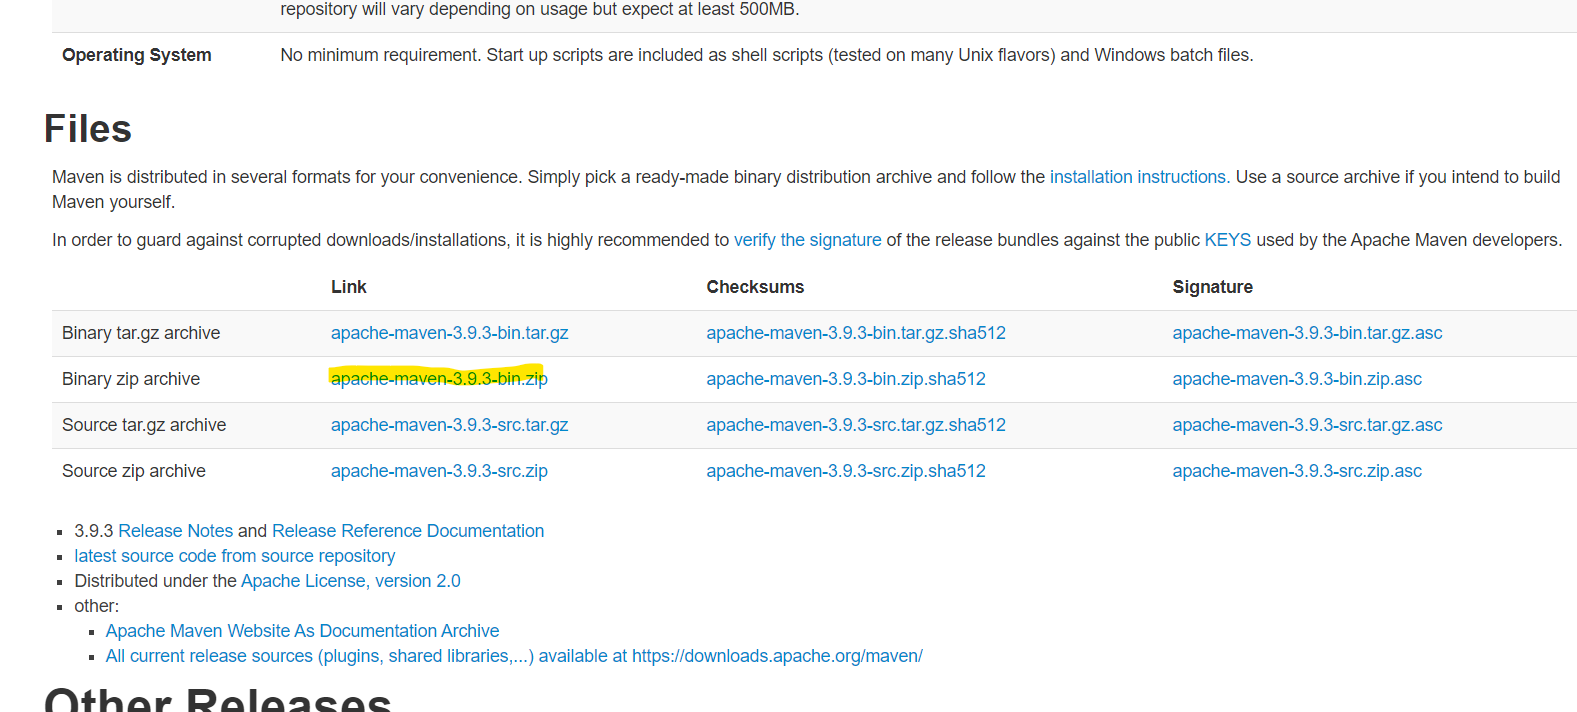 repository will vary depending on usage but expect at least 500MB.
Operating System No minimum requirement. Start up scripts are included as shell scripts (tested on many Unix flavors) and Windows batch files.
Files
Maven is distributed in several formats for your convenience. Simply pick a ready-made binary distribution archive and follow the installation instructions. Use a source archive if you intend to build
Maven yourself.
In order to guard against corrupted downloads/installations, it is highly recommended to verify the signature of the release bundles against the public KEYS used by the Apache Maven developers.
Link Checksums Signature
Binary tar.gz archive apache-maven-3.9.3-bin.tar.gz apache-maven-3.9.3-bin.tar.gz.sha512 apache-maven-3.9.3-bin.tar.gz.asc
Binary zip archive apache-maven-3.9.3-bin.zip apache-maven-3.9.3-bin.zip.sha512 apache-maven-3.9.3-bin.zip.asc
Source tar.gz archive apache-maven-3.9.3-src.tar.gz apache-maven-3.9.3-src.tar.gz.sha512 apache-maven-3.9.3-src.tar.gz.asc
Source zip archive apache-maven-3.9.3-src.zip apache-maven-3.9.3-src.zip.sha512 apache-maven-3.9.3-src.zip.asc
3.9.3 Release Notes and Release Reference Documentation
latest source code from source repository
Distributed under the Apache License, version 2.0
other:
Apache Maven Website As Documentation Archive
All current release sources (plugins, shared libraries,...) available at https://downloads.apache.org/maven/
Other Releases